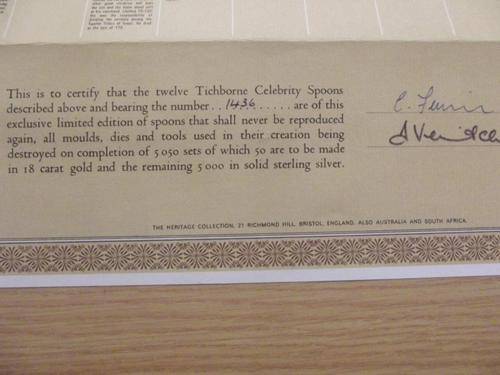 This is to certify that the twelve Tichborne Celebrity Spoons
described above and bearing the number . . 1436 . . . . . . are of this
exclusive limited edition of spoons that shall never be reproduced
again, all moulds, dies and tools used in their creation being
destroyed on completion of 5 050 sets of which 50 are to be made
in 18 carat gold and the remaining 5 000 in solid sterling silver.
THE HERITAGE COLLECTION, 21 RICHMOND HILL, BRISTOL, ENGLAND. ALSO AUSTRALIA AND SOUTH AFRICA.